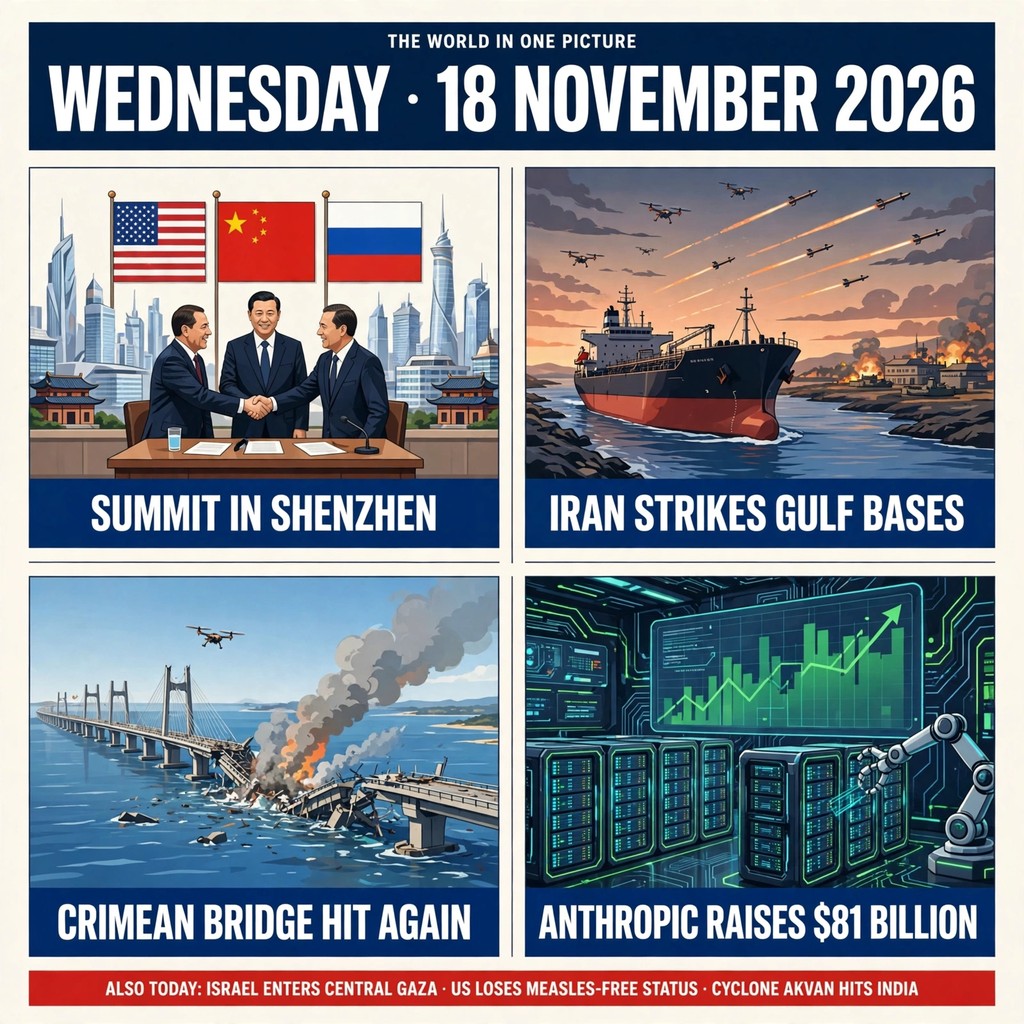 THE WORLD IN ONE PICTURE
WEDNESDAY · 18 NOVEMBER 2026
SUMMIT IN SHENZHEN
IRAN STRIKES GULF BASES
CRIMEAN BRIDGE HIT AGAIN
ANTHROPIC RAISES $81 BILLION
ALSO TODAY: ISRAEL ENTERS CENTRAL GAZA · US LOSES MEASLES-FREE STATUS · CYCLONE AKVAN HITS INDIA